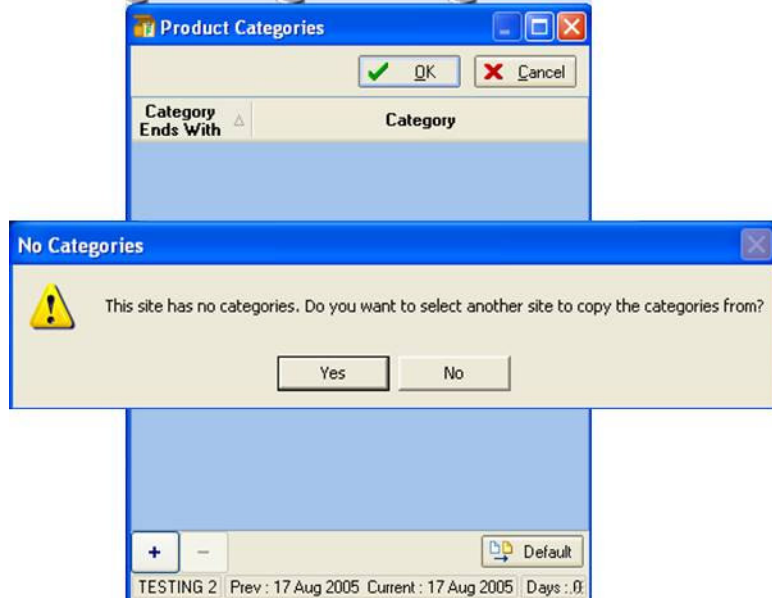 Product Categories
OK Cancel
Category Ends With Category
No Categories
This site has no categories. Do you want to select another site to copy the categories from?
Yes No
+ - Default
TESTING 2 Prev : 17 Aug 2005 Current : 17 Aug 2005 Days :